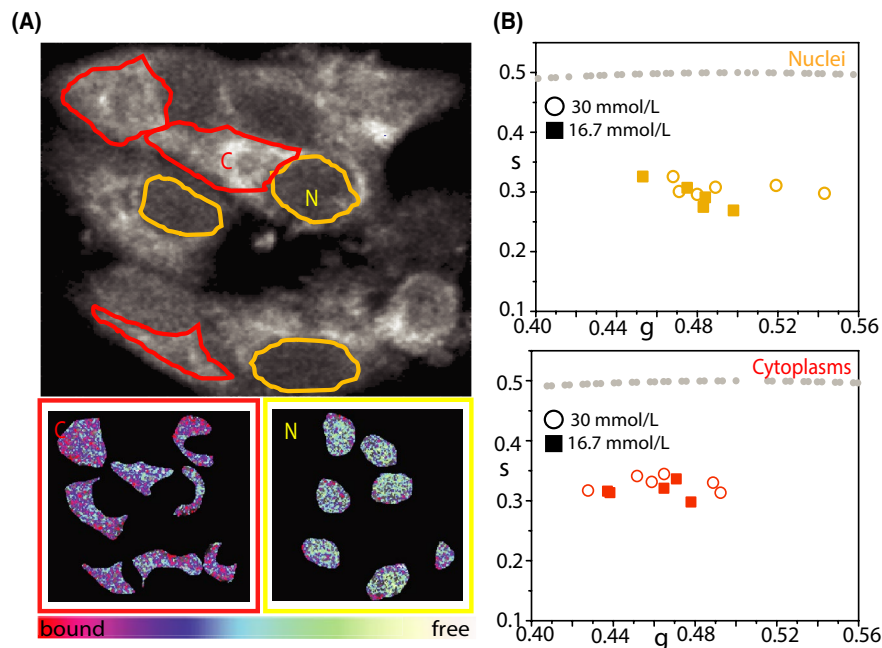 (A)
C
N
C
N
bound
free
(B)
Nuclei
30 mmol/L
16.7 mmol/L
0.5
0.4
s
0.3
0.2
0.1
0.40
0.44
g
0.48
0.52
0.56
Cytoplasms
30 mmol/L
16.7 mmol/L
0.5
0.4
s
0.3
0.2
0.1
0.40
0.44
g
0.48
0.52
0.56